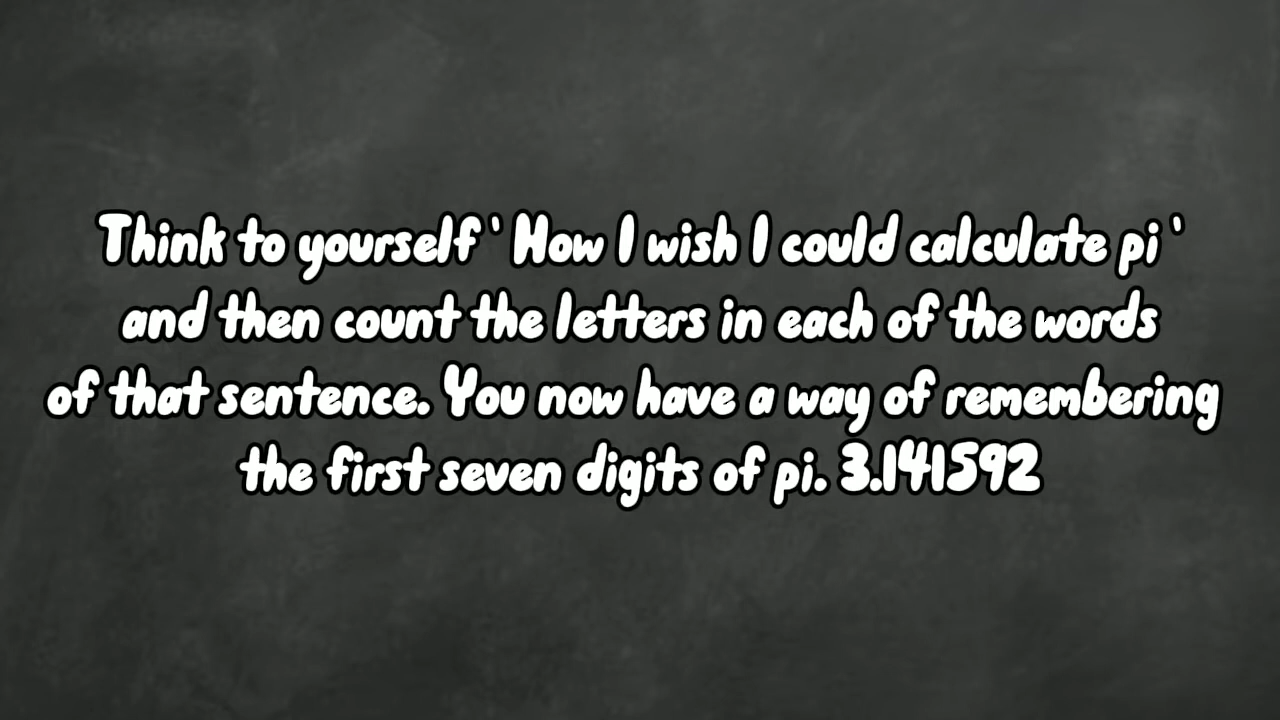 Think to yourself ' How I wish I could calculate pi '
and then count the letters in each of the words
of that sentence. You now have a way of remembering
the first seven digits of pi. 3.141592